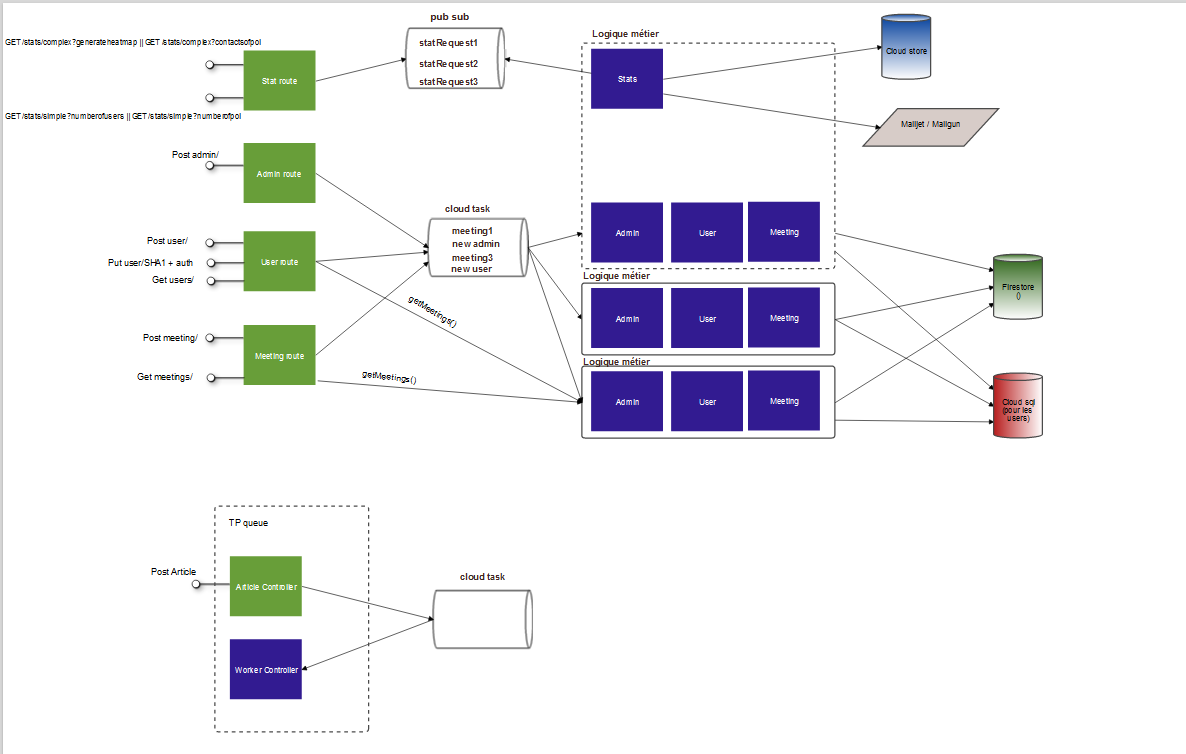 pub sub
GET /stats/complex?generateheatmap || GET /stats/complex?contactsofpol
statRequest1
statRequest2
statRequest3
Stat route
GET /stats/simple?numberofusers || GET /stats/simple?numberofpol
Logique métier
Stats
Cloud store
Mailjet / Mailgun
Post admin/
Admin route
cloud task
meeting1
new admin
meeting3
new user
Post user/
Put user/SHA1 + auth
Get users/
User route
Admin
User
Meeting
Logique métier
Admin
User
Meeting
Firestore
()
getMeetings()
Post meeting/
Get meetings/
Meeting route
getMeetings()
Logique métier
Admin
User
Meeting
Cloud sql
(pour les
users)
TP queue
Post Article
Article Controller
Worker Controller
cloud task